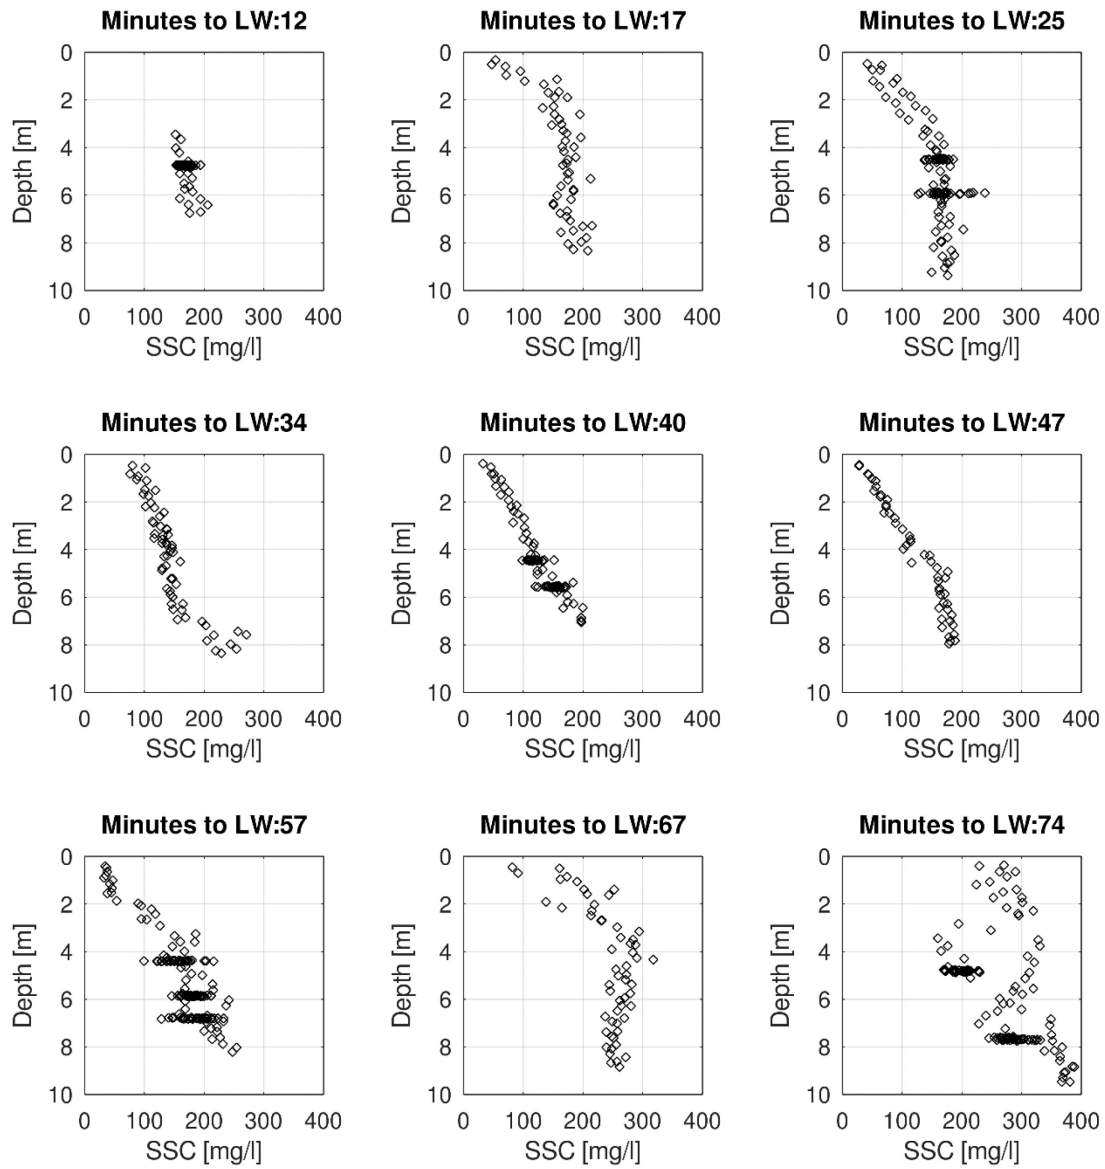 Minutes to LW:12
Minutes to LW:17
Minutes to LW:25
0
2
4
6
8
10
Depth [m]
0 100 200 300 400
SSC [mg/l]
0
2
4
6
8
10
Depth [m]
0 100 200 300 400
SSC [mg/l]
0
2
4
6
8
10
Depth [m]
0 100 200 300 400
SSC [mg/l]
Minutes to LW:34
Minutes to LW:40
Minutes to LW:47
0
2
4
6
8
10
Depth [m]
0 100 200 300 400
SSC [mg/l]
0
2
4
6
8
10
Depth [m]
0 100 200 300 400
SSC [mg/l]
0
2
4
6
8
10
Depth [m]
0 100 200 300 400
SSC [mg/l]
Minutes to LW:57
Minutes to LW:67
Minutes to LW:74
0
2
4
6
8
10
Depth [m]
0 100 200 300 400
SSC [mg/l]
0
2
4
6
8
10
Depth [m]
0 100 200 300 400
SSC [mg/l]
0
2
4
6
8
10
Depth [m]
0 100 200 300 400
SSC [mg/l]